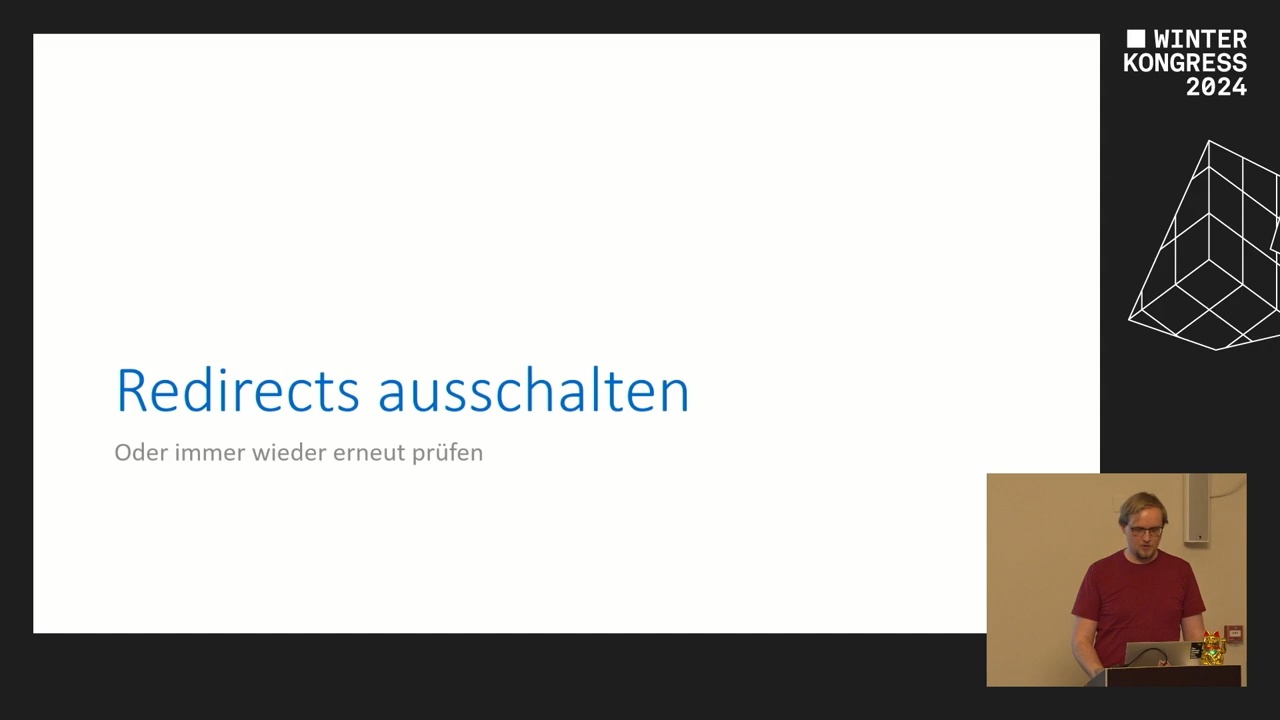 WINTER
KONGRESS
2024
Redirects ausschalten
Oder immer wieder erneut prüfen